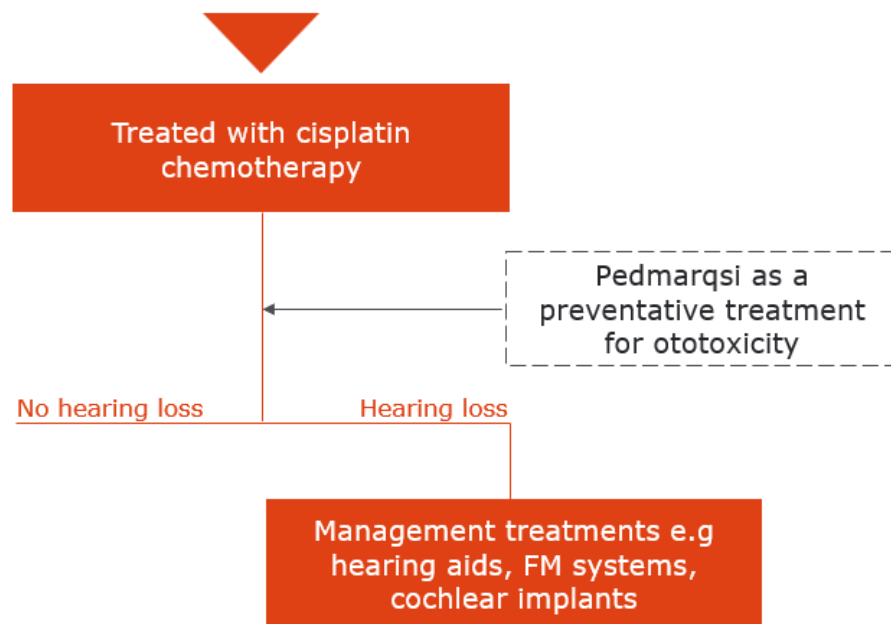 Treated with cisplatin
chemotherapy
Pedmarqsi as a
preventative treatment
for ototoxicity
No hearing loss
Hearing loss
Management treatments e.g
hearing aids, FM systems,
cochlear implants